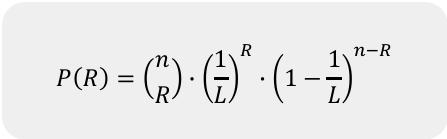 P(R) = \binom{n}{R} \cdot \left(\frac{1}{L}\right)^{R} \cdot \left(1 - \frac{1}{L}\right)^{n-R}